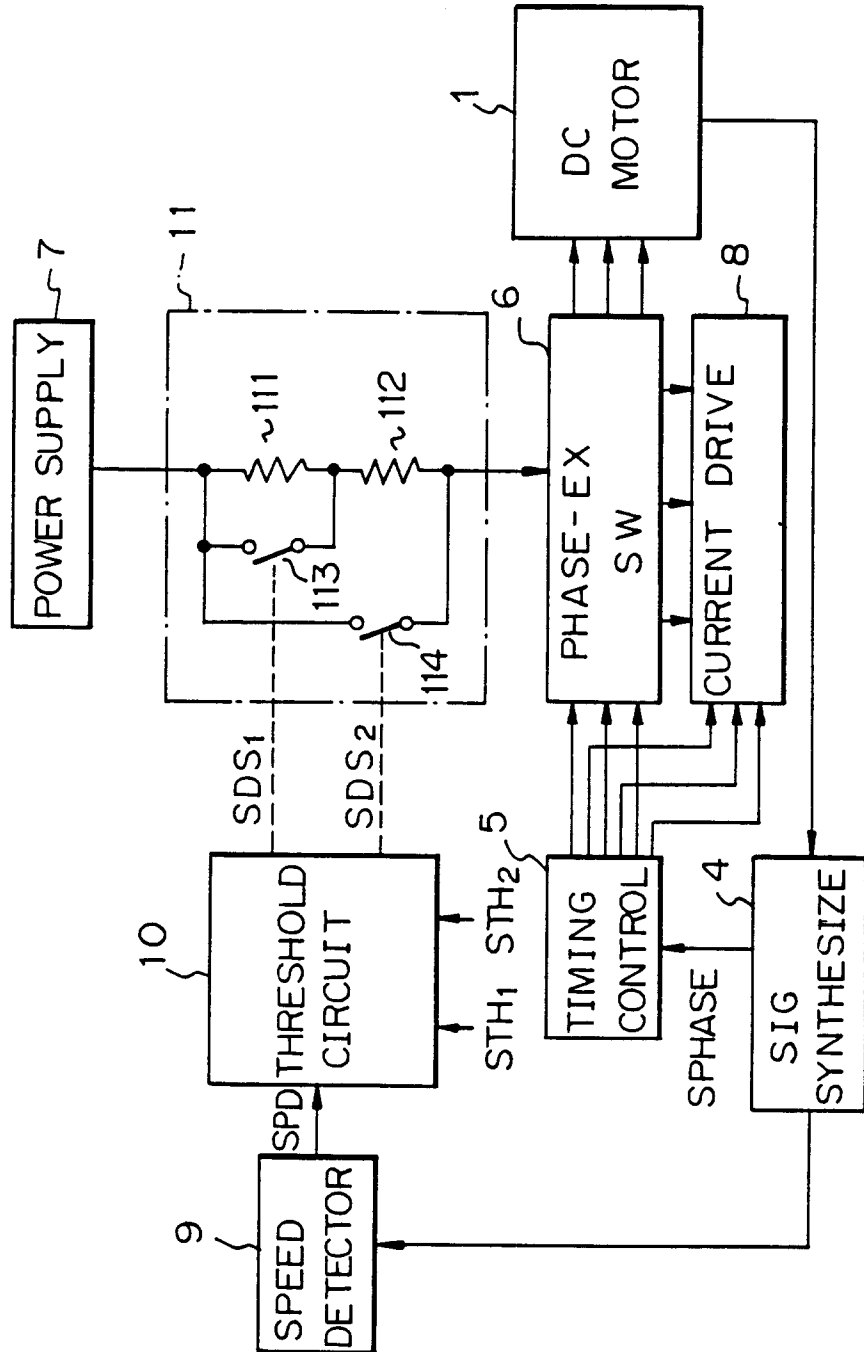 POWER SUPPLY
7
11
111
112
113
114
SDS1
SDS2
10
THRESHOLD
CIRCUIT
STH1
STH2
SPD
9
SPEED
DETECTOR
6
PHASE-EX
SW
1
DC
MOTOR
8
CURRENT DRIVE
5
TIMING
CONTROL
SPHASE
4
SIG
SYNTHESIZE